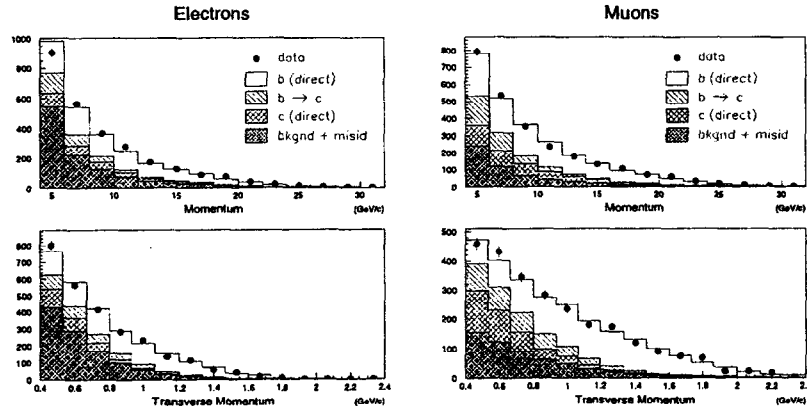 Electrons
Muons
1000
800
600
400
200
0
data
b (direct)
b → c
c (direct)
bkgnd + misid
5 10 15 20 25 30
Momentum (GeV/c)
800
700
600
500
400
300
200
100
0
data
b (direct)
b → c
c (direct)
bkgnd + misid
5 10 15 20 25 30
Momentum (GeV/c)
800
700
600
500
400
300
200
100
0
0.4 0.6 0.8 1 1.2 1.4 1.6 1.8 2 2.2 2.4
Transverse Momentum (GeV/c)
500
400
300
200
100
0
0.4 0.6 0.8 1 1.2 1.4 1.6 1.8 2 2.2
Transverse Momentum (GeV/c)